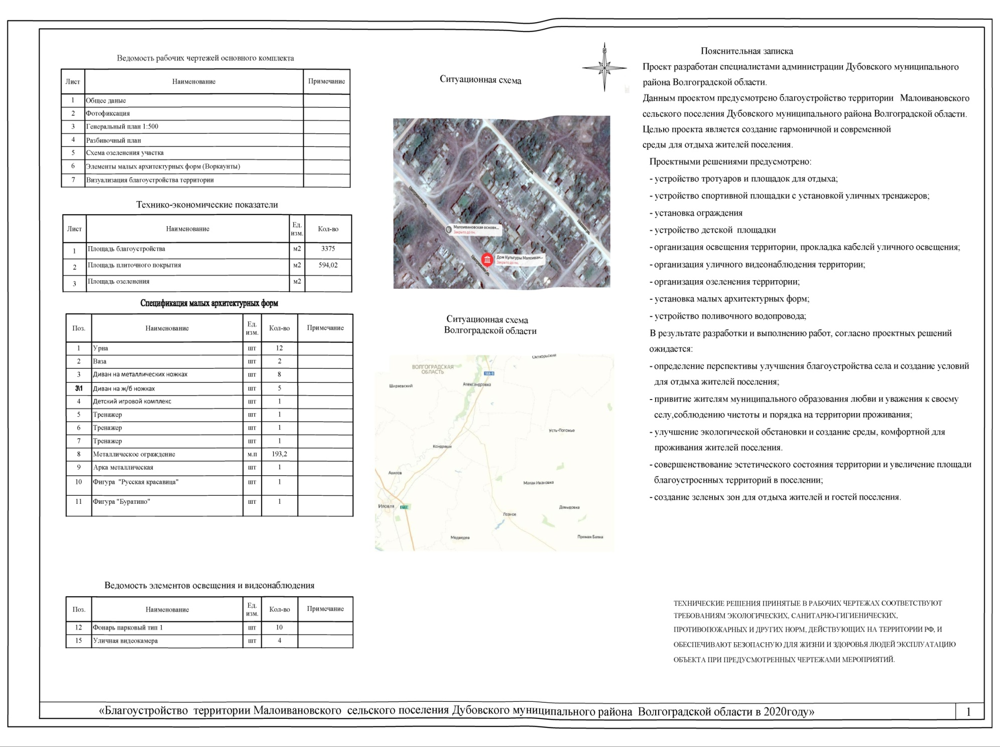 Ведомость рабочих чертежей основного комплекта
Лист Наименование Примечание
1 Общее даные
2 Фотофиксация
3 Генеральный план 1:500
4 Разбивочный план
5 Схема озеленения участка
6 Элементы малых архитектурных форм (Воркаунты)
7 Визуализация благоустройства территории
Технико-экономические показатели
Лист Наименование Ед. изм. Кол-во
1 Площадь благоустройства м2 3375
2 Площадь плиточного покрытия м2 594,02
3 Площадь озеленения м2
Спецификация малых архитектурных форм
Поз. Наименование Ед. изм. Кол-во Примечание
1 Урна шт 12
2 Ваза шт 2
3 Диван на металлических ножках шт 8
3\1 Диван на ж/б ножках шт 5
4 Детский игровой комплекс шт 1
5 Тренажер шт 1
6 Тренажер шт 1
7 Тренажер шт 1
8 Металлическое ограждение м.п 193,2
9 Арка металлическая шт 1
10 Фигура "Русская красавица" шт 1
11 Фигура "Буратино" шт 1
Ведомость элементов освещения и видеонаблюдения
Поз. Наименование Ед. изм. Кол-во Примечание
12 Фонарь парковый тип 1 шт 10
15 Уличная видеокамера шт 4
Ситуационная схема
Малоивановская основн...
Закрыто до пн.
Дом Культуры Малоиван...
Закрыто до пн.
Ситуационная схема
Волгоградской области
Октябрьский
ВОЛГОГРАДСКАЯ
ОБЛАСТЬ
18А-5
Ширяевский
Александровка
Усть-Погожье
Кондраши
Авилов
Малая Ивановка
Иловля
Давыдовка
Лозное
Медведев
Прямая Балка
Пояснительная записка
Проект разработан специалистами администрации Дубовского муниципального
района Волгоградской области.
Данным проектом предусмотрено благоустройство территории Малоивановского
сельского поселения Дубовского муниципального района Волгоградской области.
Целью проекта является создание гармоничной и современной
среды для отдыха жителей поселения.
Проектными решениями предусмотрено:
- устройство тротуаров и площадок для отдыха;
- устройство спортивной площадки с установкой уличных тренажеров;
- установка ограждения
- устройство детской площадки
- организация освещения территории, прокладка кабелей уличного освещения;
- организация уличного видеонаблюдения территории;
- организация озеленения территории;
- установка малых архитектурных форм;
- устройство поливочного водопровода;
В результате разработки и выполнению работ, согласно проектных решений
ожидается:
- определение перспективы улучшения благоустройства села и создание условий
для отдыха жителей поселения;
- привитие жителям муниципального образования любви и уважения к своему
селу,соблюдению чистоты и порядка на территории проживания;
- улучшение экологической обстановки и создание среды, комфортной для
проживания жителей поселения.
- совершенствование эстетического состояния территории и увеличение площади
благоустроенных территорий в поселении;
- создание зеленых зон для отдыха жителей и гостей поселения.
ТЕХНИЧЕСКИЕ РЕШЕНИЯ ПРИНЯТЫЕ В РАБОЧИХ ЧЕРТЕЖАХ СООТВЕТСТВУЮТ
ТРЕБОВАНИЯМ ЭКОЛОГИЧЕСКИХ, САНИТАРНО-ГИГИЕНИЧЕСКИХ,
ПРОТИВОПОЖАРНЫХ И ДРУГИХ НОРМ, ДЕЙСТВУЮЩИХ НА ТЕРРИТОРИИ РФ, И
ОБЕСПЕЧИВАЮТ БЕЗОПАСНУЮ ДЛЯ ЖИЗНИ И ЗДОРОВЬЯ ЛЮДЕЙ ЭКСПЛУАТАЦИЮ
ОБЪЕКТА ПРИ ПРЕДУСМОТРЕННЫХ ЧЕРТЕЖАМИ МЕРОПРИЯТИЙ.
«Благоустройство территории Малоивановского сельского поселения Дубовского муниципального района Волгоградской области в 2020году» 1